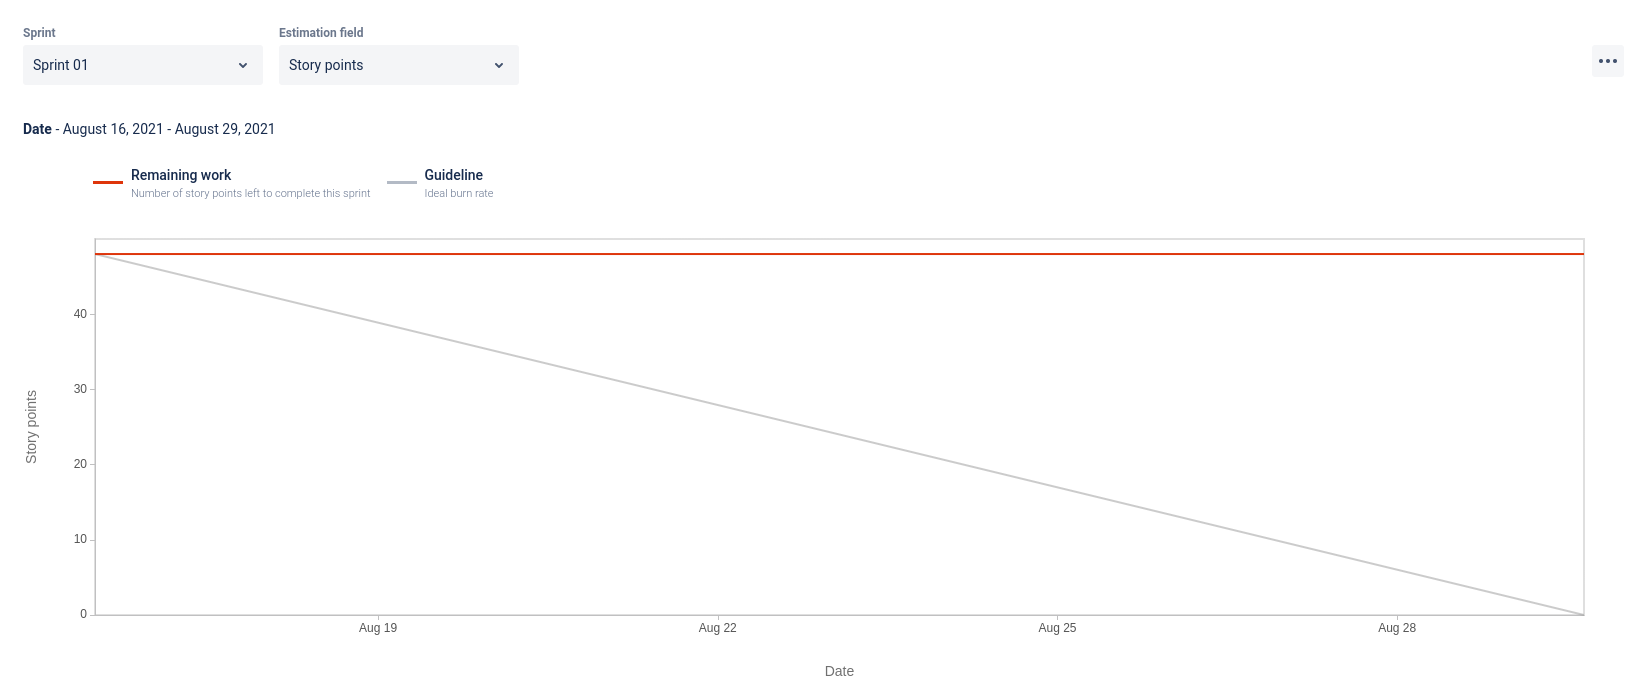 Sprint
Estimation field
Sprint 01
Story points
Date - August 16, 2021 - August 29, 2021
Remaining work
Number of story points left to complete this sprint
Guideline
Ideal burn rate
Story points
40
30
20
10
0
Aug 19
Aug 22
Aug 25
Aug 28
Date